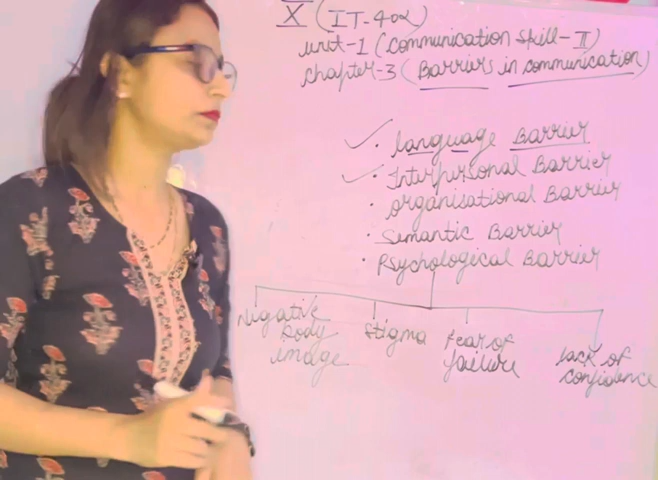 X (IT-402)
unit-1 (communication skill-II)
chapter-3 (Barriers in communication)
language Barrier
Interpersonal Barrier
organisational Barrier
Semantic Barrier
Psychological Barrier
Negative body image
Stigma
Fear of failure
lack of confidence